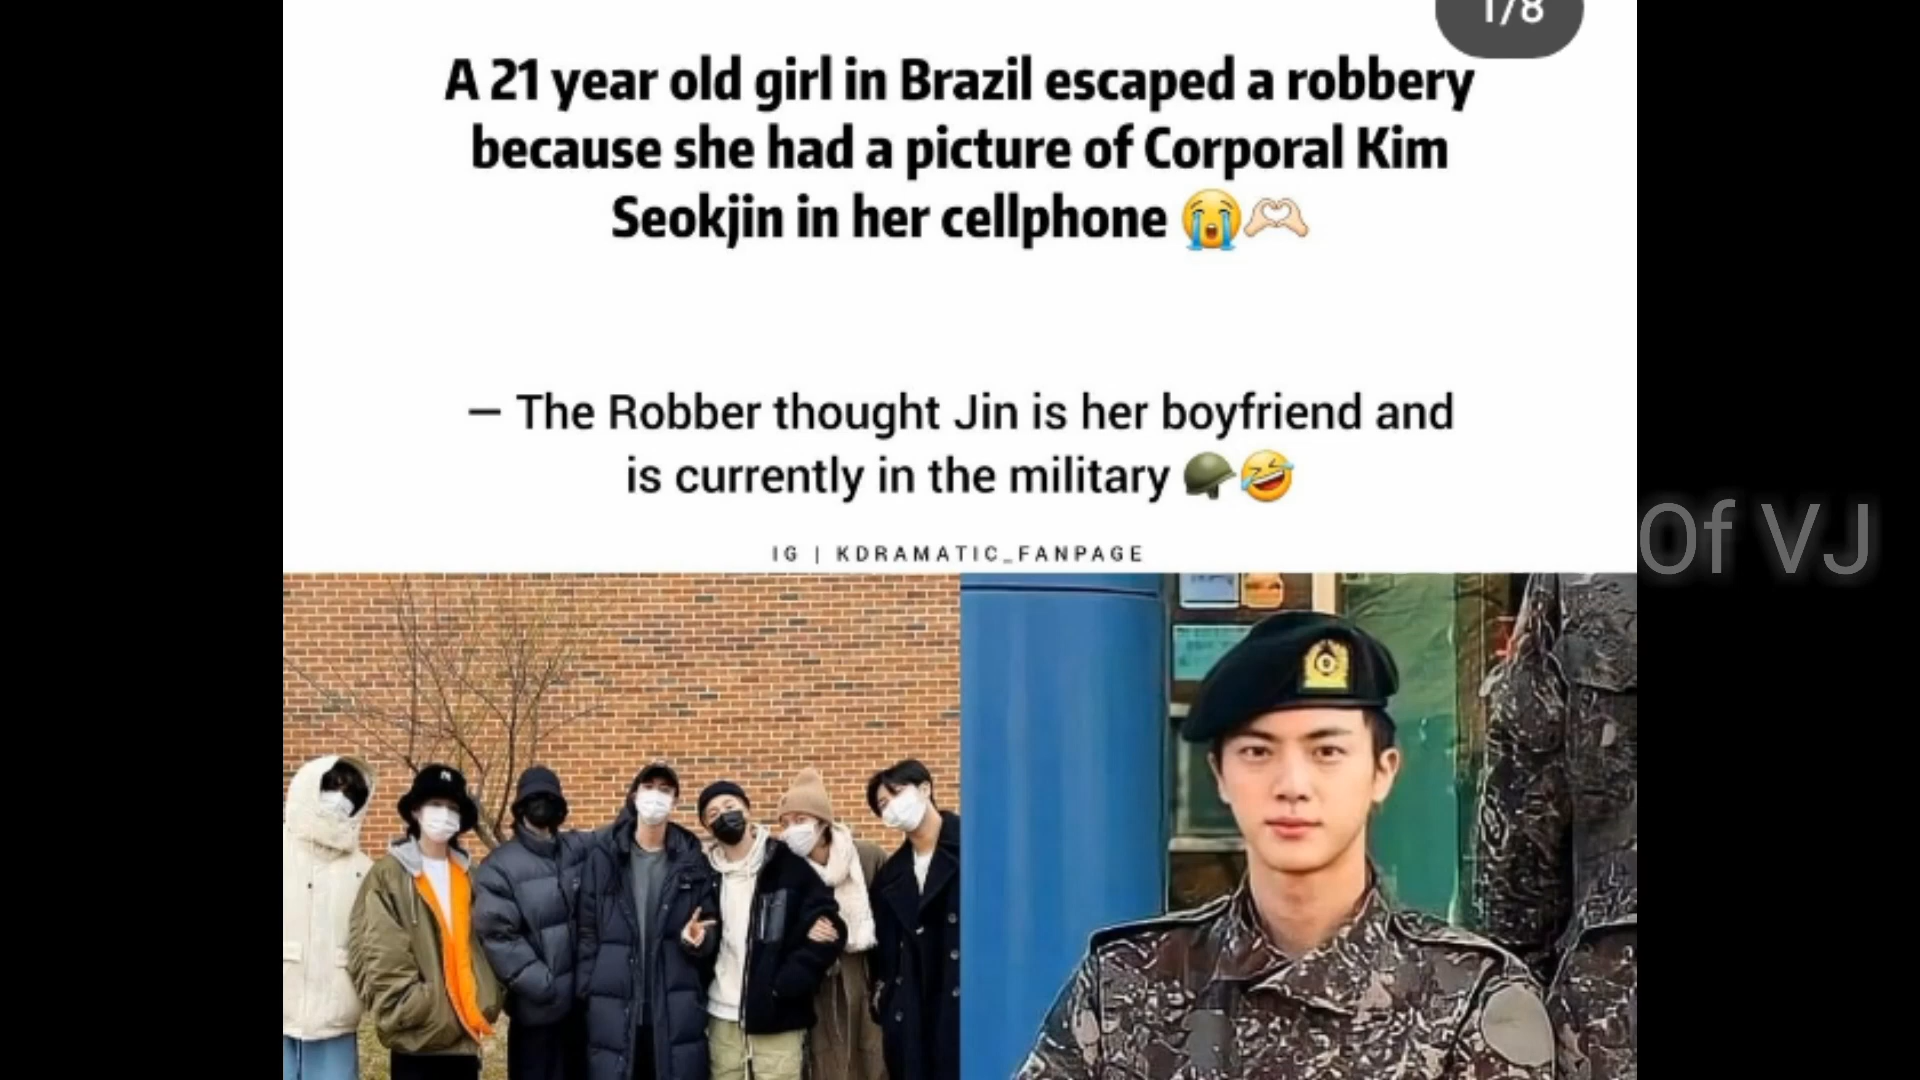 1/8
A 21 year old girl in Brazil escaped a robbery
because she had a picture of Corporal Kim
Seokjin in her cellphone 😭🫶🏻
— The Robber thought Jin is her boyfriend and
is currently in the military 🪖🤣
IG | KDRAMATIC_FANPAGE
Of VJ